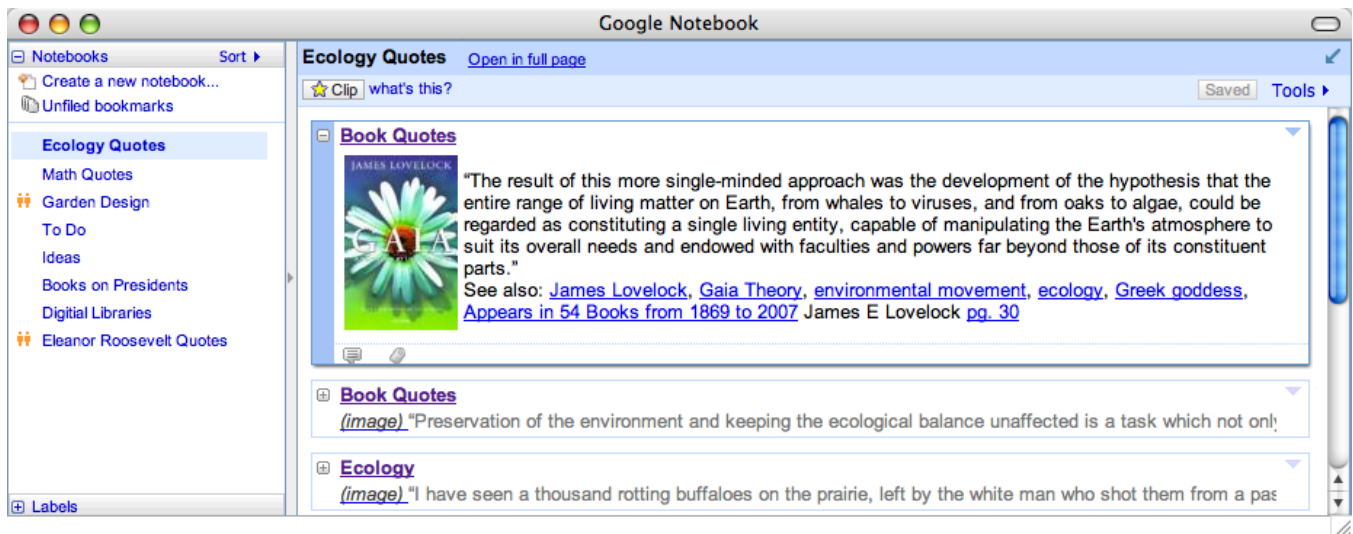 Google Notebook
Notebooks Sort
Create a new notebook...
Unfiled bookmarks
Ecology Quotes
Math Quotes
Garden Design
To Do
Ideas
Books on Presidents
Digitial Libraries
Eleanor Roosevelt Quotes
Labels
Ecology Quotes Open in full page
Clip what's this? Saved Tools
Book Quotes
JAMES LOVELOCK
GAIA
“The result of this more single-minded approach was the development of the hypothesis that the
entire range of living matter on Earth, from whales to viruses, and from oaks to algae, could be
regarded as constituting a single living entity, capable of manipulating the Earth's atmosphere to
suit its overall needs and endowed with faculties and powers far beyond those of its constituent
parts.”
See also: James Lovelock, Gaia Theory, environmental movement, ecology, Greek goddess,
Appears in 54 Books from 1869 to 2007 James E Lovelock pg. 30
Book Quotes
(image) “Preservation of the environment and keeping the ecological balance unaffected is a task which not only
Ecology
(image) “I have seen a thousand rotting buffaloes on the prairie, left by the white man who shot them from a pas